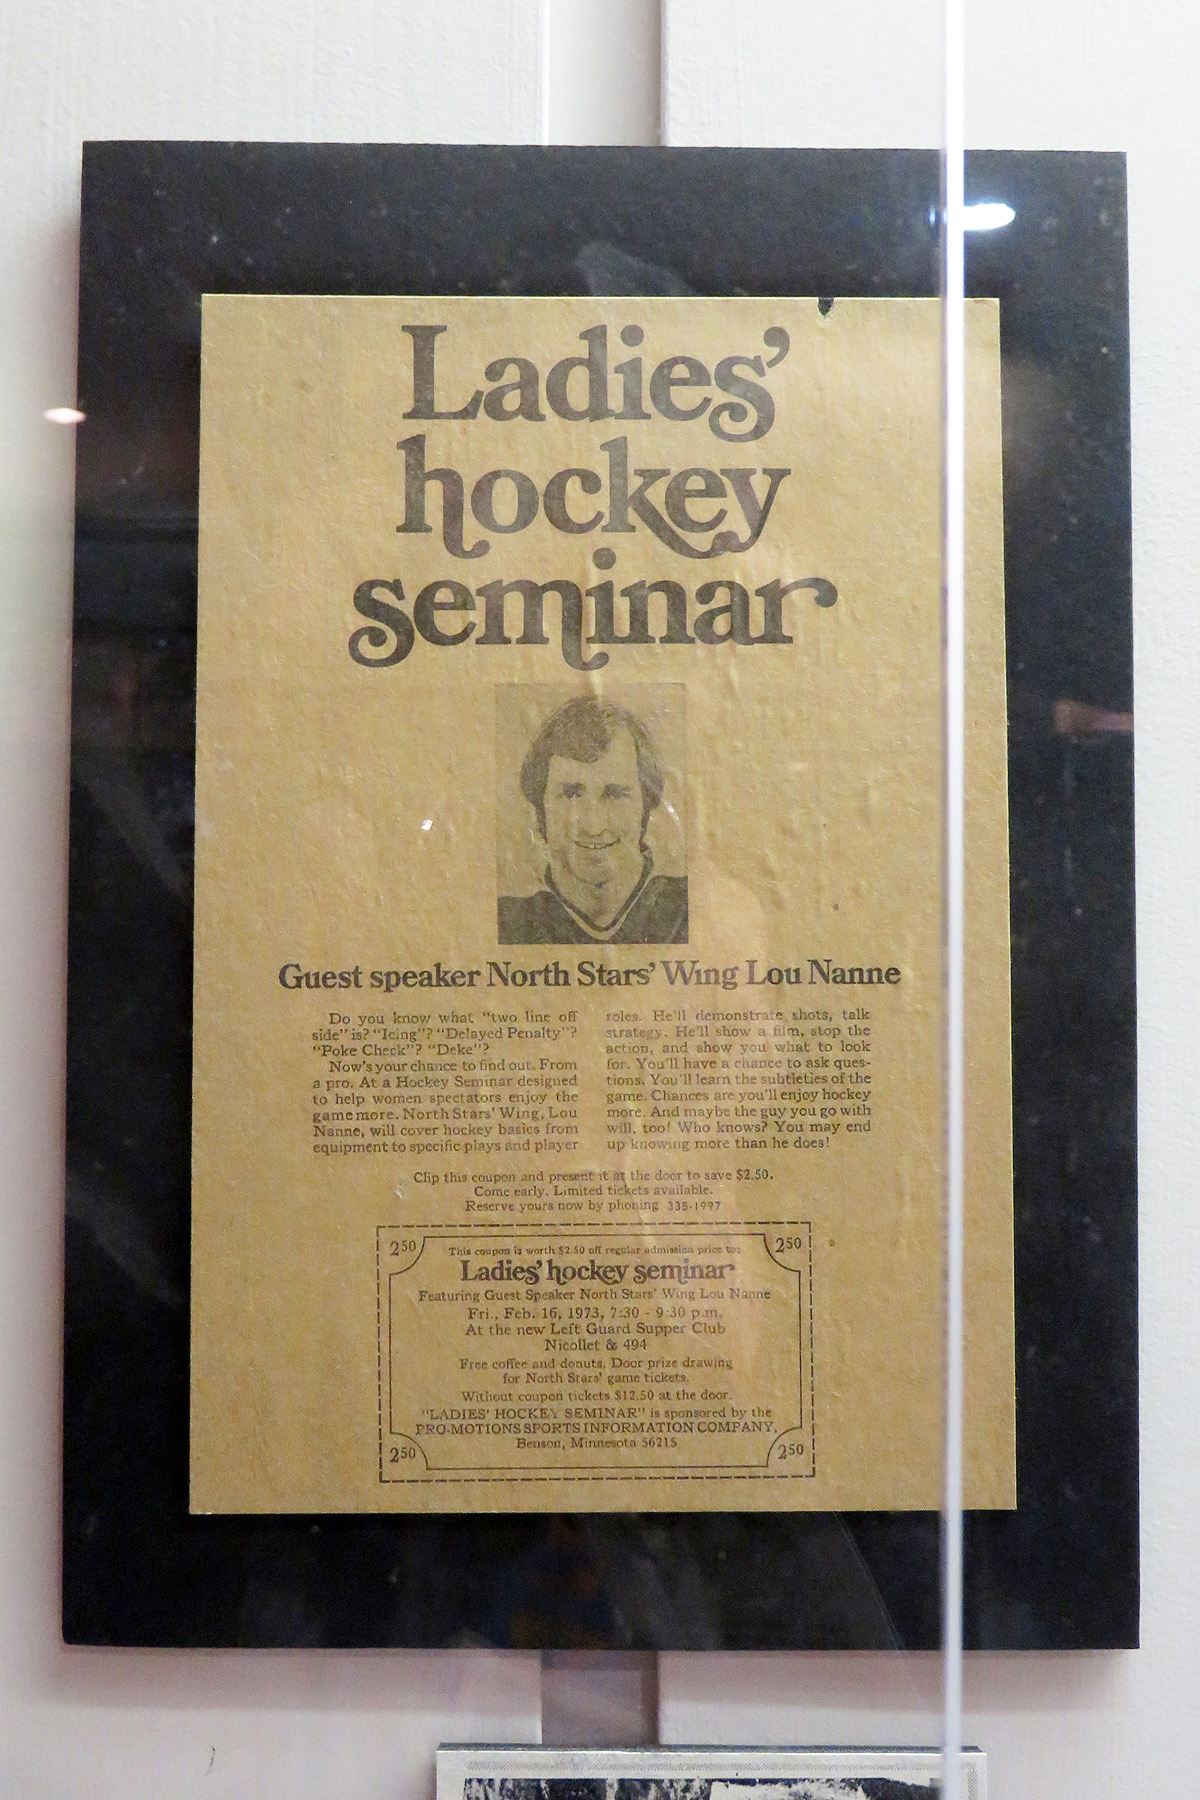 Ladies'
hockey
seminar
Guest speaker North Stars' Wing Lou Nanne
Do you know what "two line off
side" is? "Icing"? "Delayed Penalty"?
"Poke Check"? "Deke"?
Now's your chance to find out. From
a pro. At a Hockey Seminar designed
to help women spectators enjoy the
game more. North Stars' Wing, Lou
Nanne, will cover hockey basics from
equipment to specific plays and player
roles. He'll demonstrate shots, talk
strategy. He'll show a film, stop the
action, and show you what to look
for. You'll have a chance to ask ques-
tions. You'll learn the subtleties of the
game. Chances are you'll enjoy hockey
more. And maybe the guy you go with
will, too! Who knows? You may end
up knowing more than he does!
Clip this coupon and present it at the door to save $2.50.
Come early. Limited tickets available.
Reserve yours now by phoning 335-1997
2 50 2 50
This coupon is worth $2.50 off regular admission price to:
Ladies' hockey seminar
Featuring Guest Speaker North Stars' Wing Lou Nanne
Fri., Feb. 16, 1973, 7:30 - 9:30 p.m.
At the new Left Guard Supper Club
Nicollet & 494
Free coffee and donuts. Door prize drawing
for North Stars' game tickets.
Without coupon tickets $12.50 at the door.
"LADIES' HOCKEY SEMINAR" is sponsored by the
PRO-MOTIONS SPORTS INFORMATION COMPANY,
Benson, Minnesota 56215
2 50 2 50